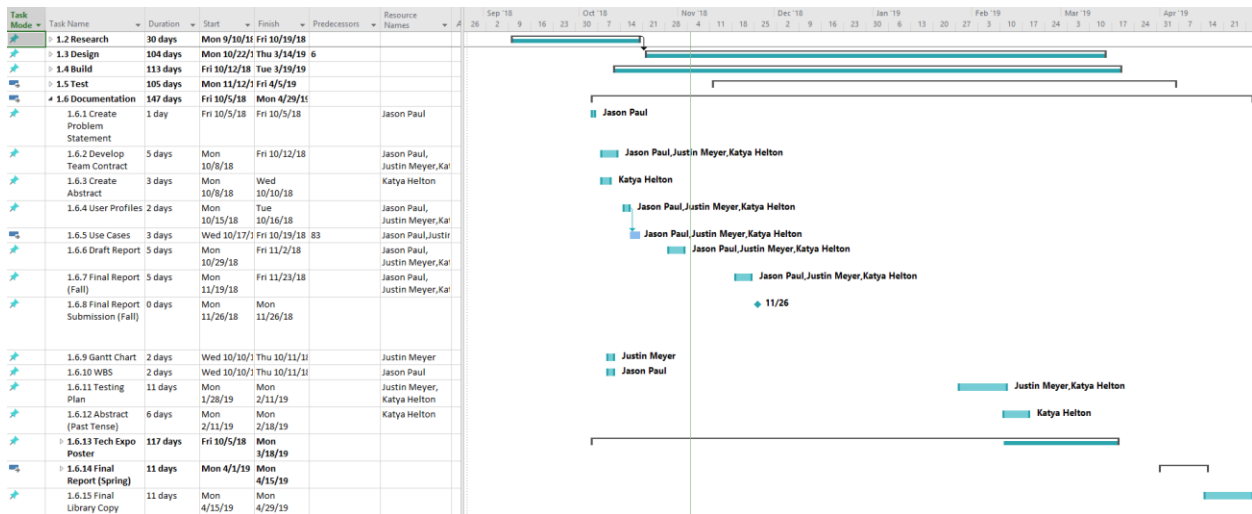 Task Mode Task Name Duration Start Finish Predecessors Resource Names A
Sep '18 Oct '18 Nov '18 Dec '18 Jan '19 Feb '19 Mar '19 Apr '19
26 2 9 16 23 30 7 14 21 28 4 11 18 25 2 9 16 23 30 6 13 20 27 3 10 17 24 3 10 17 24 31 7 14 21
1.2 Research 30 days Mon 9/10/18 Fri 10/19/18
1.3 Design 104 days Mon 10/22/1 Thu 3/14/19 6
1.4 Build 113 days Fri 10/12/18 Tue 3/19/19
1.5 Test 105 days Mon 11/12/1 Fri 4/5/19
1.6 Documentation 147 days Fri 10/5/18 Mon 4/29/19
1.6.1 Create 1 day Fri 10/5/18 Fri 10/5/18 Jason Paul Jason Paul
Problem
Statement
1.6.2 Develop 5 days Mon Fri 10/12/18 Jason Paul, Jason Paul,Justin Meyer,Katya Helton
Team Contract 10/8/18 Justin Meyer,Kat
1.6.3 Create 3 days Mon Wed Katya Helton Katya Helton
Abstract 10/8/18 10/10/18
1.6.4 User Profiles 2 days Mon Tue Jason Paul, Jason Paul,Justin Meyer,Katya Helton
10/15/18 10/16/18 Justin Meyer,Kat
1.6.5 Use Cases 3 days Wed 10/17/1 Fri 10/19/18 83 Jason Paul,Justin Jason Paul,Justin Meyer,Katya Helton
1.6.6 Draft Report 5 days Mon Fri 11/2/18 Jason Paul, Jason Paul,Justin Meyer,Katya Helton
10/29/18 Justin Meyer,Kat
1.6.7 Final Report 5 days Mon Fri 11/23/18 Jason Paul, Jason Paul,Justin Meyer,Katya Helton
(Fall) 11/19/18 Justin Meyer,Kat
1.6.8 Final Report 0 days Mon Mon 11/26
Submission (Fall) 11/26/18 11/26/18
1.6.9 Gantt Chart 2 days Wed 10/10/1 Thu 10/11/18 Justin Meyer Justin Meyer
1.6.10 WBS 2 days Wed 10/10/1 Thu 10/11/18 Jason Paul Jason Paul
1.6.11 Testing 11 days Mon Mon Justin Meyer, Justin Meyer,Katya Helton
Plan 1/28/19 2/11/19 Katya Helton
1.6.12 Abstract 6 days Mon Mon Katya Helton Katya Helton
(Past Tense) 2/11/19 2/18/19
1.6.13 Tech Expo 117 days Fri 10/5/18 Mon
Poster 3/18/19
1.6.14 Final 11 days Mon 4/1/19 Mon
Report (Spring) 4/15/19
1.6.15 Final 11 days Mon Mon
Library Copy 4/15/19 4/29/19